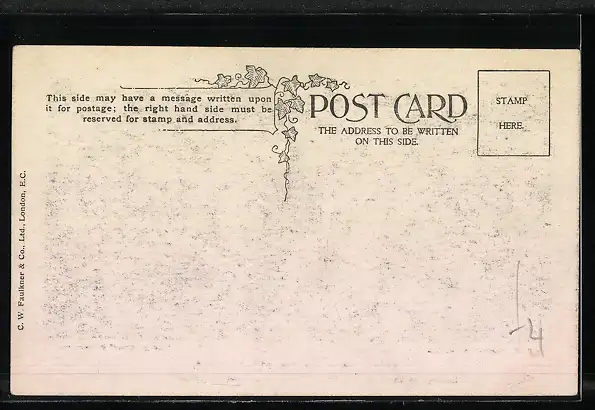 This side may have a message written upon
it for postage; the right hand side must be
reserved for stamp and address.
POST CARD
THE ADDRESS TO BE WRITTEN
ON THIS SIDE.
STAMP
HERE.
C. W. Faulkner & Co., Ltd., London, E.C.
-4